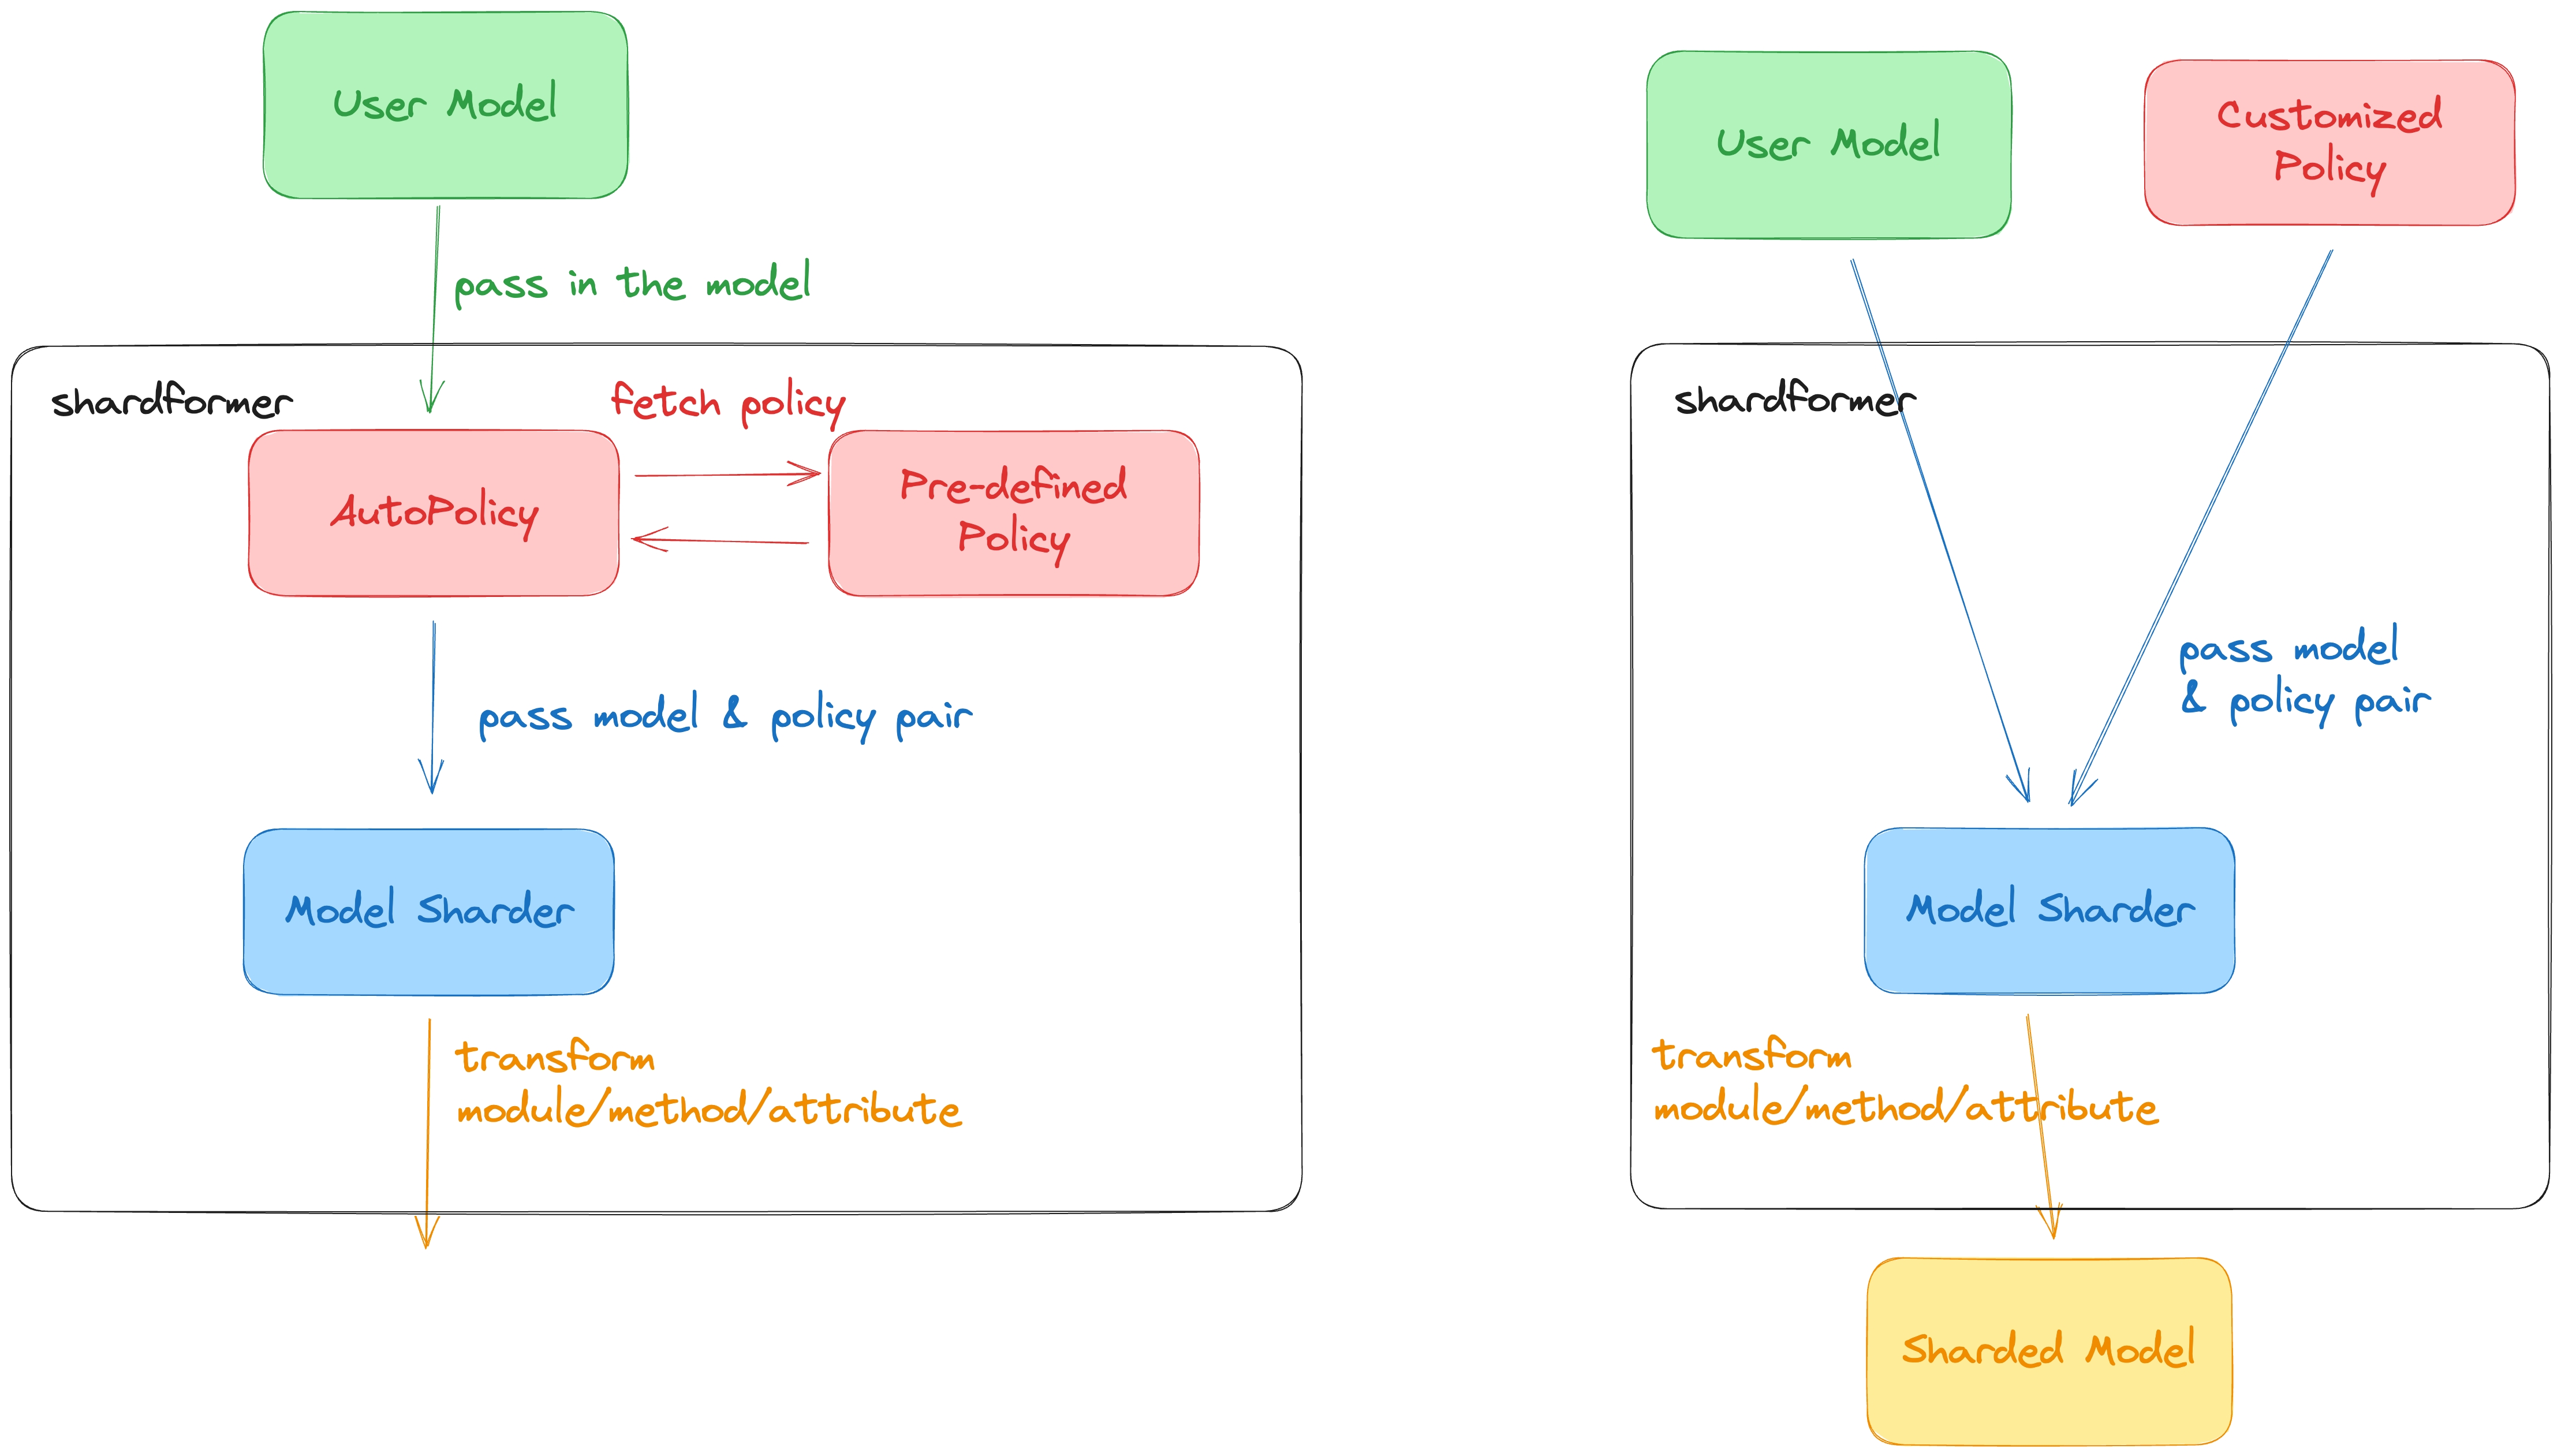 User Model
pass in the model
shardformer
fetch policy
AutoPolicy
Pre-defined
Policy
pass model & policy pair
Model Sharder
transform
module/method/attribute
User Model
Customized
Policy
shardformer
pass model
& policy pair
Model Sharder
transform
module/method/attribute
Sharded Model